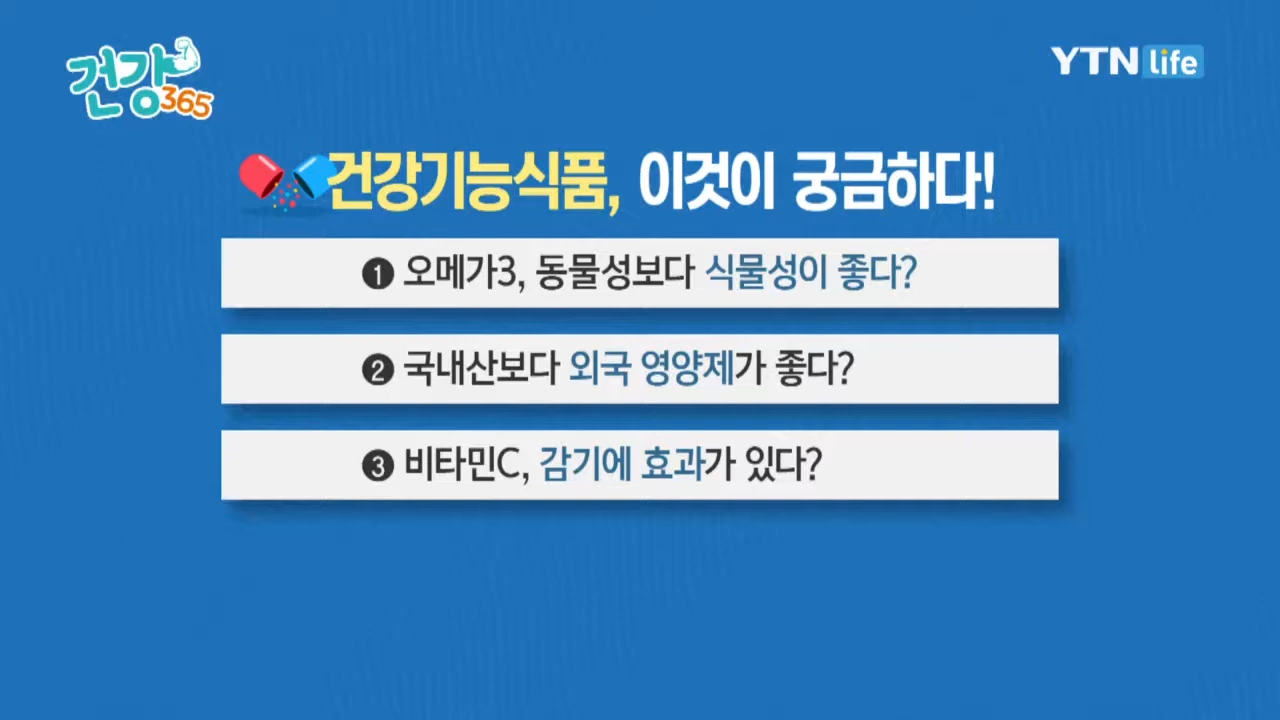 건강365
YTN life
건강기능식품, 이것이 궁금하다!
❶ 오메가3, 동물성보다 식물성이 좋다?
❷ 국내산보다 외국 영양제가 좋다?
❸ 비타민C, 감기에 효과가 있다?